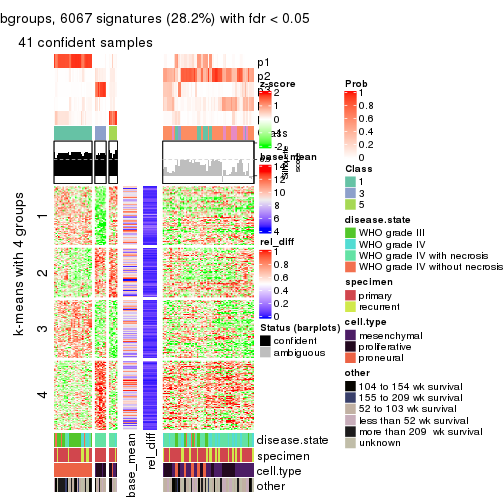 bgroups, 6067 signatures (28.2%) with fdr < 0.05
41 confident samples
p1
p2
z-score
2
1
0
-1
-2
base_mean
14
12
10
8
6
4
rel_diff
1
0.8
0.6
0.4
0.2
0
Status (barplots)
confident
ambiguous
Prob
1
0.8
0.6
0.4
0.2
0
Class
1
3
5
disease.state
WHO grade III
WHO grade IV
WHO grade IV with necrosis
WHO grade IV without necrosis
specimen
primary
recurrent
cell.type
mesenchymal
proliferative
proneural
other
104 to 154 wk survival
155 to 209 wk survival
52 to 103 wk survival
less than 52 wk survival
more than 209 wk survival
unknown
k-means with 4 groups
1
2
3
4
base_mean
rel_diff
disease.state
specimen
cell.type
other